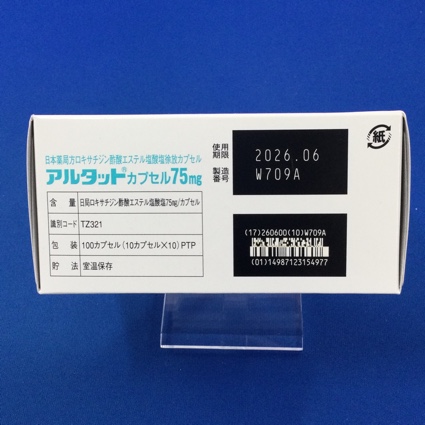 日本薬局方ロキサチジン酢酸エステル塩酸塩徐放カプセル
アルタット®カプセル75mg
含 量 日局ロキサチジン酢酸エステル塩酸塩75mg/カプセル
識別コード TZ321
包 装 100カプセル(10カプセル×10)PTP
貯 法 室温保存
使用期限 2026.06
製造番号 W709A
(17)260600(10)W709A
(01)14987123154977
紙